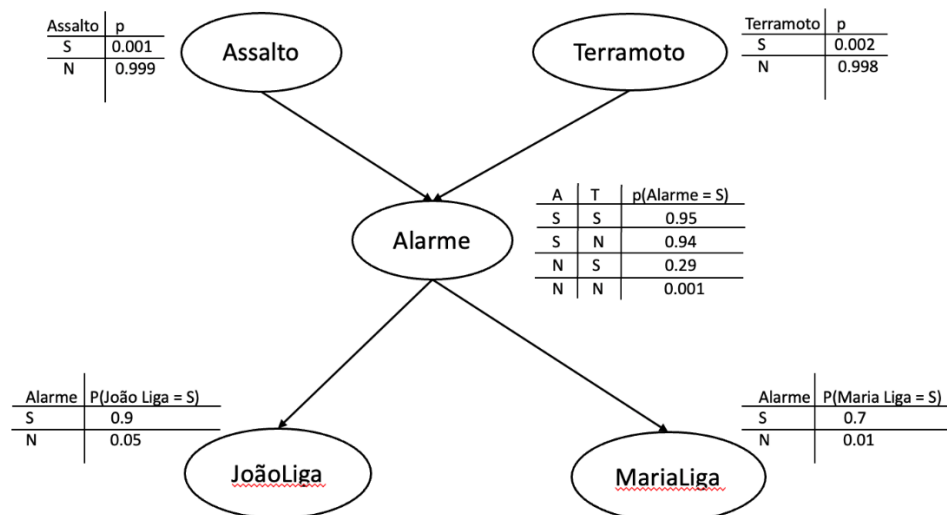 Assalto p
S 0.001
N 0.999
Assalto
Terramoto
Terramoto p
S 0.002
N 0.998
Alarme
A T p(Alarme = S)
S S 0.95
S N 0.94
N S 0.29
N N 0.001
Alarme P(João Liga = S)
S 0.9
N 0.05
JoãoLiga
MariaLiga
Alarme P(Maria Liga = S)
S 0.7
N 0.01